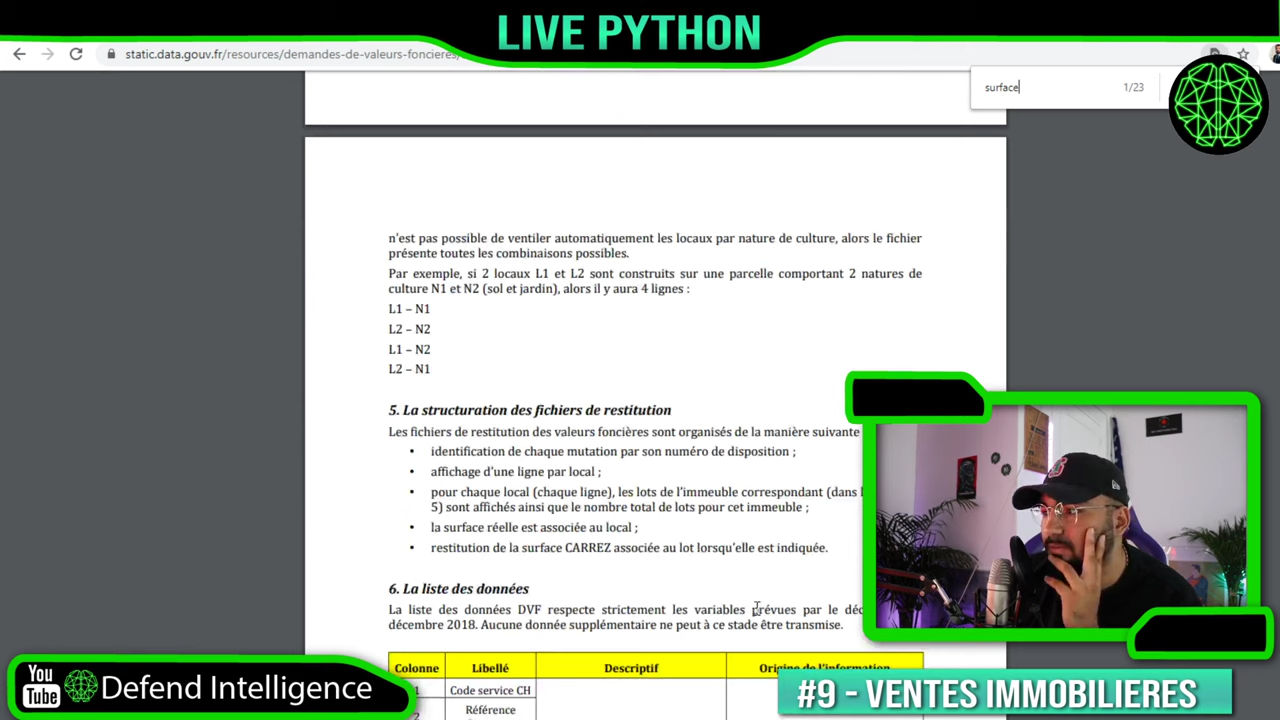 LIVE PYTHON
static.data.gouv.fr/resources/demandes-de-valeurs-foncieres/
surface
1/23
n'est pas possible de ventiler automatiquement les locaux par nature de culture, alors le fichier
présente toutes les combinaisons possibles.
Par exemple, si 2 locaux L1 et L2 sont construits sur une parcelle comportant 2 natures de
culture N1 et N2 (sol et jardin), alors il y aura 4 lignes :
L1 – N1
L2 – N2
L1 – N2
L2 – N1
5. La structuration des fichiers de restitution
Les fichiers de restitution des valeurs foncières sont organisés de la manière suivante
• identification de chaque mutation par son numéro de disposition ;
• affichage d'une ligne par local ;
• pour chaque local (chaque ligne), les lots de l'immeuble correspondant (dans
5) sont affichés ainsi que le nombre total de lots pour cet immeuble ;
• la surface réelle est associée au local ;
• restitution de la surface CARREZ associée au lot lorsqu'elle est indiquée.
6. La liste des données
La liste des données DVF respecte strictement les variables prévues par le
décembre 2018. Aucune donnée supplémentaire ne peut à ce stade être transmise.
Colonne Libellé Descriptif Origine de l'information
1 Code service CH
2 Référence
You Tube Defend Intelligence
#9 - VENTES IMMOBILIERES